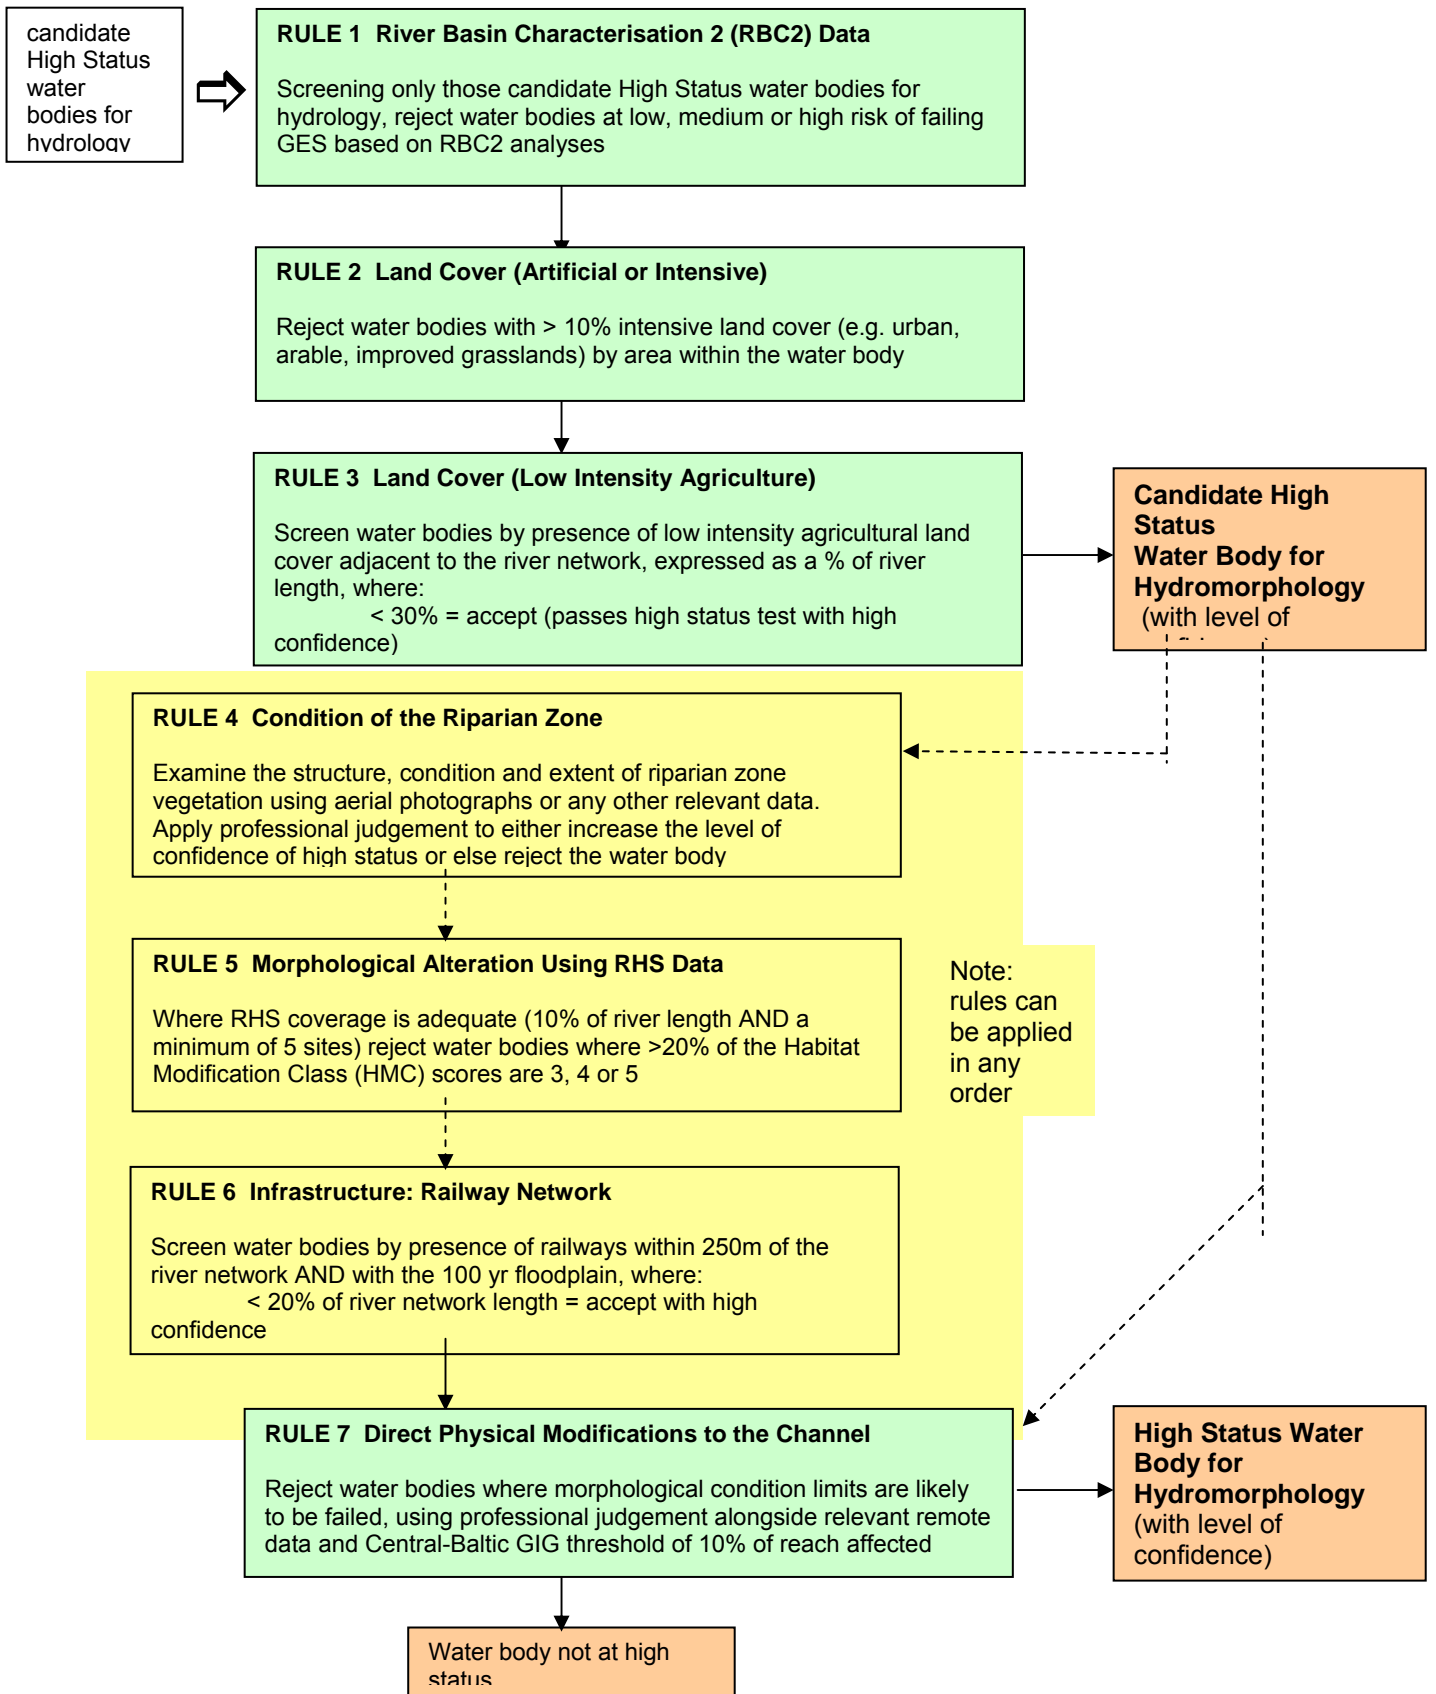 candidate
High Status
water
bodies for
hydrology
RULE 1 River Basin Characterisation 2 (RBC2) Data
Screening only those candidate High Status water bodies for
hydrology, reject water bodies at low, medium or high risk of failing
GES based on RBC2 analyses
RULE 2 Land Cover (Artificial or Intensive)
Reject water bodies with > 10% intensive land cover (e.g. urban,
arable, improved grasslands) by area within the water body
RULE 3 Land Cover (Low Intensity Agriculture)
Screen water bodies by presence of low intensity agricultural land
cover adjacent to the river network, expressed as a % of river
length, where:
< 30% = accept (passes high status test with high
confidence)
Candidate High
Status
Water Body for
Hydromorphology
(with level of
RULE 4 Condition of the Riparian Zone
Examine the structure, condition and extent of riparian zone
vegetation using aerial photographs or any other relevant data.
Apply professional judgement to either increase the level of
confidence of high status or else reject the water body
RULE 5 Morphological Alteration Using RHS Data
Where RHS coverage is adequate (10% of river length AND a
minimum of 5 sites) reject water bodies where >20% of the Habitat
Modification Class (HMC) scores are 3, 4 or 5
Note:
rules can
be applied
in any
order
RULE 6 Infrastructure: Railway Network
Screen water bodies by presence of railways within 250m of the
river network AND with the 100 yr floodplain, where:
< 20% of river network length = accept with high
confidence
RULE 7 Direct Physical Modifications to the Channel
Reject water bodies where morphological condition limits are likely
to be failed, using professional judgement alongside relevant remote
data and Central-Baltic GIG threshold of 10% of reach affected
High Status Water
Body for
Hydromorphology
(with level of
confidence)
Water body not at high
status